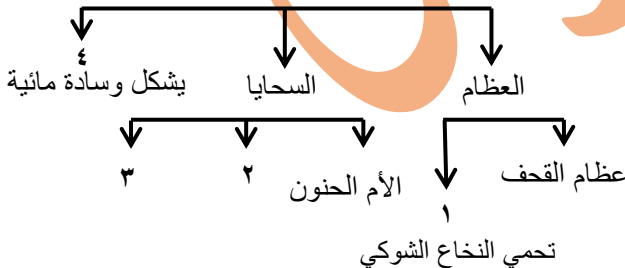 العظام
السحايا
٤
يشكل وسادة مائية
عظام القحف
١
تحمي النخاع الشوكي
الأم الحنون
٢
٣